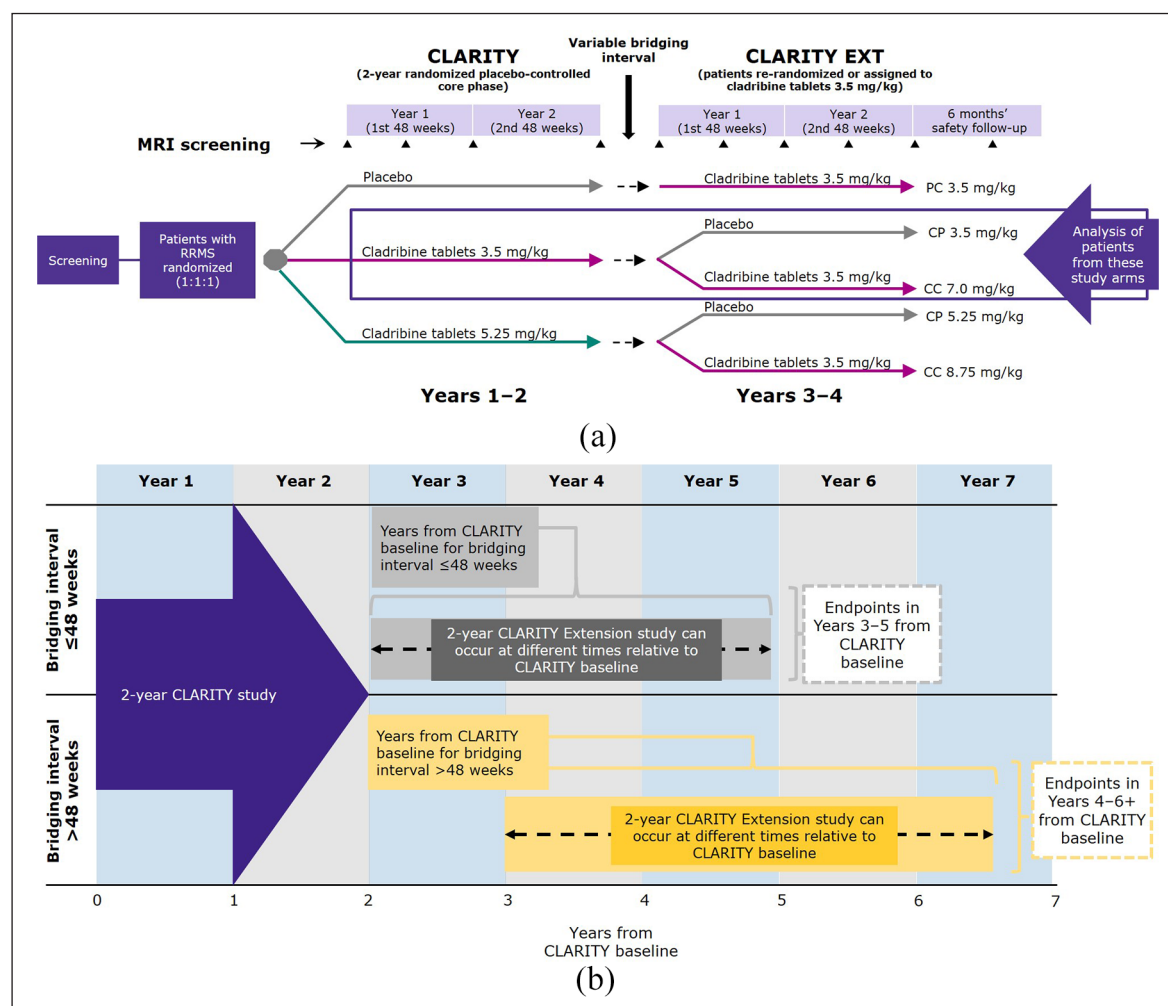 CLARITY
(2-year randomized placebo-controlled
core phase)
Variable bridging
interval
CLARITY EXT
(patients re-randomized or assigned to
cladribine tablets 3.5 mg/kg)
Year 1
(1st 48 weeks)
Year 2
(2nd 48 weeks)
Year 1
(1st 48 weeks)
Year 2
(2nd 48 weeks)
6 months'
safety follow-up
MRI screening
Placebo
Cladribine tablets 3.5 mg/kg
PC 3.5 mg/kg
Screening
Patients with
RRMS
randomized
(1:1:1)
Cladribine tablets 3.5 mg/kg
Placebo
CP 3.5 mg/kg
Cladribine tablets 3.5 mg/kg
CC 7.0 mg/kg
Analysis of
patients
from these
study arms
Cladribine tablets 5.25 mg/kg
Placebo
CP 5.25 mg/kg
Cladribine tablets 3.5 mg/kg
CC 8.75 mg/kg
Years 1–2
Years 3–4
(a)
Year 1
Year 2
Year 3
Year 4
Year 5
Year 6
Year 7
Bridging interval
≤48 weeks
Years from CLARITY
baseline for bridging
interval ≤48 weeks
2-year CLARITY Extension study can
occur at different times relative to
CLARITY baseline
Endpoints in
Years 3–5 from
CLARITY
baseline
2-year CLARITY study
Bridging interval
>48 weeks
Years from CLARITY
baseline for bridging
interval >48 weeks
2-year CLARITY Extension study can
occur at different times relative to
CLARITY baseline
Endpoints in
Years 4–6+
from CLARITY
baseline
0
1
2
3
4
5
6
7
Years from
CLARITY baseline
(b)